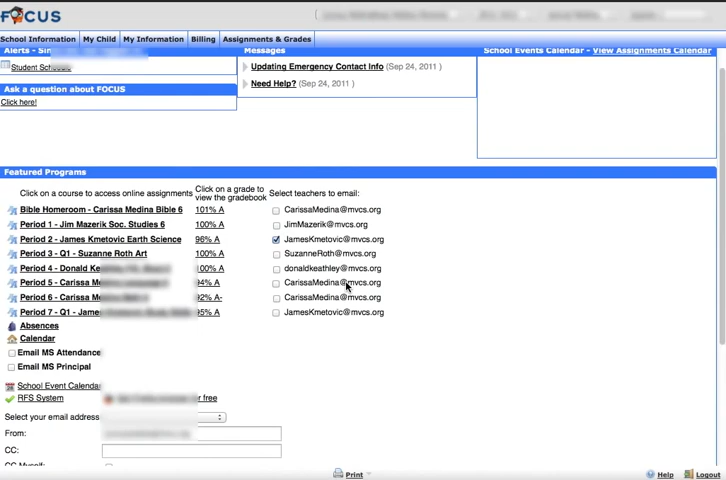 FOCUS
School Information My Child My Information Billing Assignments & Grades
Alerts - Messages School Events Calendar - View Assignments Calendar
Student Updating Emergency Contact Info (Sep 24, 2011 )
Need Help? (Sep 24, 2011 )
Ask a question about FOCUS
Click here!
Featured Programs
Click on a course to access online assignments Click on a grade to view the gradebook Select teachers to email:
Bible Homeroom - Carissa Medina Bible 6 101% A CarissaMedina@mvcs.org
Period 1 - Jim Mazerik Soc. Studies 6 100% A JimMazerik@mvcs.org
Period 2 - James Kmetovic Earth Science 96% A JamesKmetovic@mvcs.org
Period 3 - Q1 - Suzanne Roth Art 100% A SuzanneRoth@mvcs.org
Period 4 - Donald 100% A donaldkeathley@mvcs.org
Period 5 - Carissa 94% A CarissaMedina@mvcs.org
Period 6 - Carissa 92% A- CarissaMedina@mvcs.org
Period 7 - Q1 - 95% A JamesKmetovic@mvcs.org
Absences
Calendar
Email MS Attendance
Email MS Principal
School Event Calendar
RFS System for free
Select your email address
From:
CC:
CC Myself:
Print Help Logout